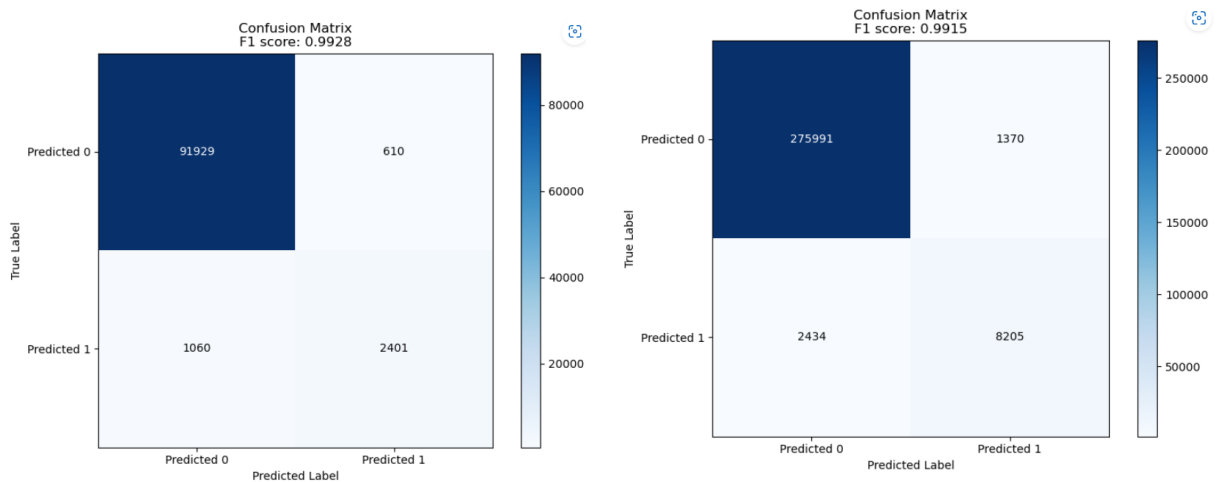 Confusion Matrix
F1 score: 0.9928
Predicted 0
91929
610
80000
60000
True Label
40000
Predicted 1
1060
2401
20000
Predicted 0
Predicted 1
Predicted Label
Confusion Matrix
F1 score: 0.9915
250000
Predicted 0
275991
1370
200000
150000
True Label
100000
Predicted 1
2434
8205
50000
Predicted 0
Predicted 1
Predicted Label